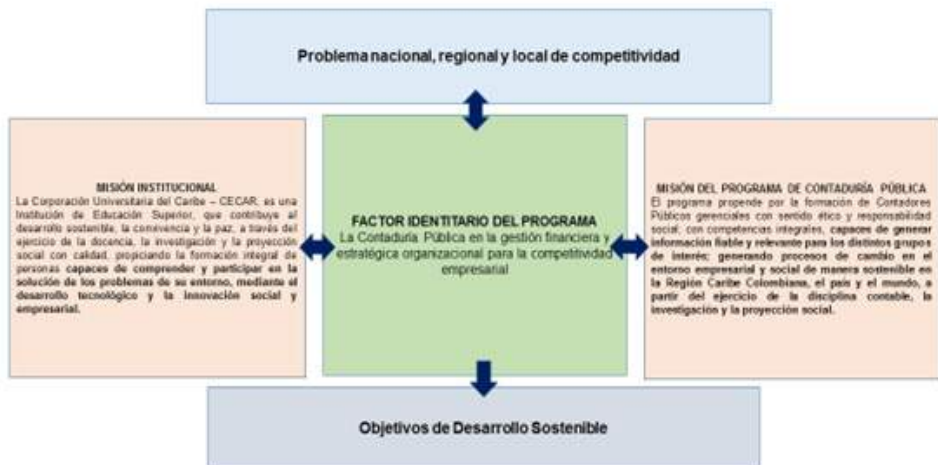 Problema nacional, regional y local de competitividad
MISIÓN INSTITUCIONAL
La Corporación Universitaria del Caribe – CECAR, es una
Institución de Educación Superior, que contribuye al
desarrollo sostenible, la convivencia y la paz, a través del
ejercicio de la docencia, la investigación y la proyección
social con calidad, propiciando la formación integral de
personas capaces de comprender y participar en la
solución de los problemas de su entorno, mediante el
desarrollo tecnológico y la innovación social y
empresarial.
FACTOR IDENTITARIO DEL PROGRAMA
La Contaduría Pública en la gestión financiera y
estratégica organizacional para la competitividad
empresarial
MISIÓN DEL PROGRAMA DE CONTADURÍA PÚBLICA
El programa propende por la formación de Contadores
Públicos gerenciales con sentido ético y responsabilidad
social; con competencias integrales, capaces de generar
información fiable y relevante para los distintos grupos
de interés; generando procesos de cambio en el
entorno empresarial y social de manera sostenible en
la Región Caribe Colombiana, el país y el mundo, a
partir del ejercicio de la disciplina contable, la
investigación y la proyección social.
Objetivos de Desarrollo Sostenible